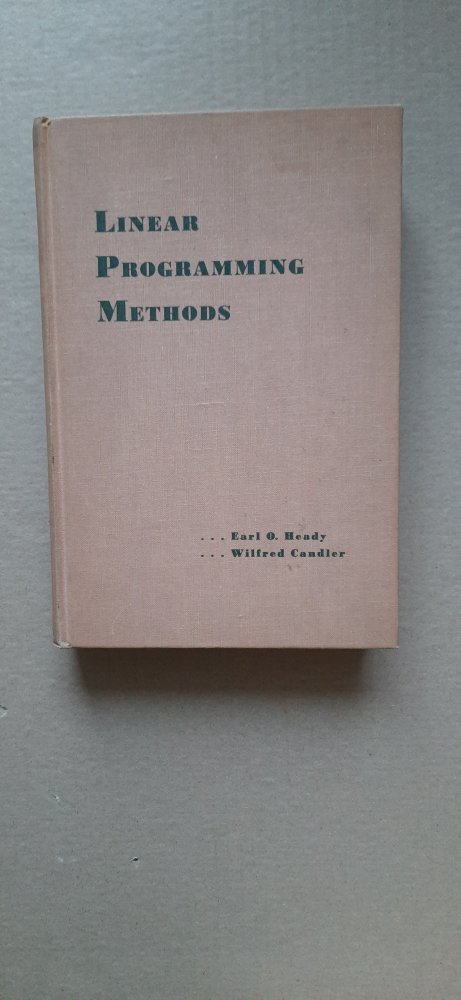 LINEAR
PROGRAMMING
METHODS
. . . Earl O. Heady
. . . Wilfred Candler